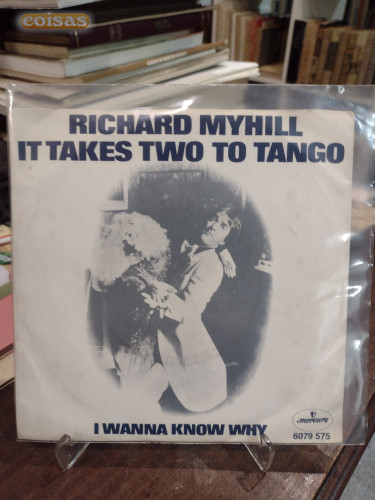 coisas
RICHARD MYHILL
IT TAKES TWO TO TANGO
I WANNA KNOW WHY
mercury
6079 575